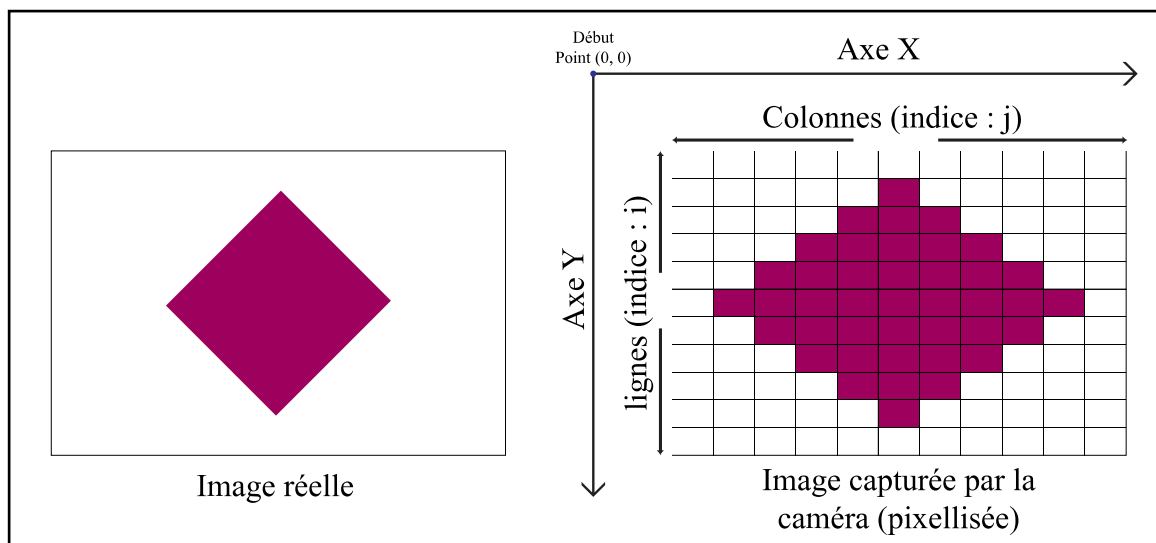 Début
Point (0, 0)
Axe X
Colonnes (indice : j)
Axe Y
lignes (indice : i)
Image réelle
Image capturée par la
caméra (pixellisée)